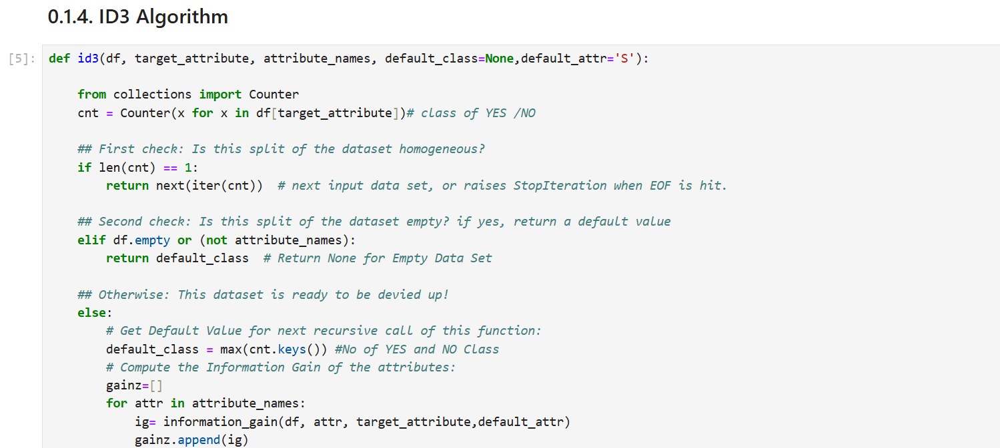 0.1.4. ID3 Algorithm
[5]: def id3(df, target_attribute, attribute_names, default_class=None,default_attr='S'):
from collections import Counter
cnt = Counter(x for x in df[target_attribute])# class of YES /NO
## First check: Is this split of the dataset homogeneous?
if len(cnt) == 1:
return next(iter(cnt))  # next input data set, or raises StopIteration when EOF is hit.
## Second check: Is this split of the dataset empty? if yes, return a default value
elif df.empty or (not attribute_names):
return default_class  # Return None for Empty Data Set
## Otherwise: This dataset is ready to be devied up!
else:
# Get Default Value for next recursive call of this function:
default_class = max(cnt.keys()) #No of YES and NO Class
# Compute the Information Gain of the attributes:
gainz=[]
for attr in attribute_names:
ig= information_gain(df, attr, target_attribute,default_attr)
gainz.append(ig)